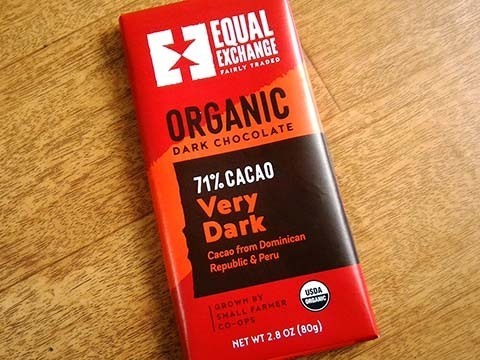 EQUAL
EXCHANGE
FAIRLY TRADED
ORGANIC
DARK CHOCOLATE
71% CACAO
Very
Dark
Cacao from Dominican
Republic & Peru
USDA
ORGANIC
GROWN BY
SMALL FARMER
CO-OPS
NET WT 2.8 OZ (80g)